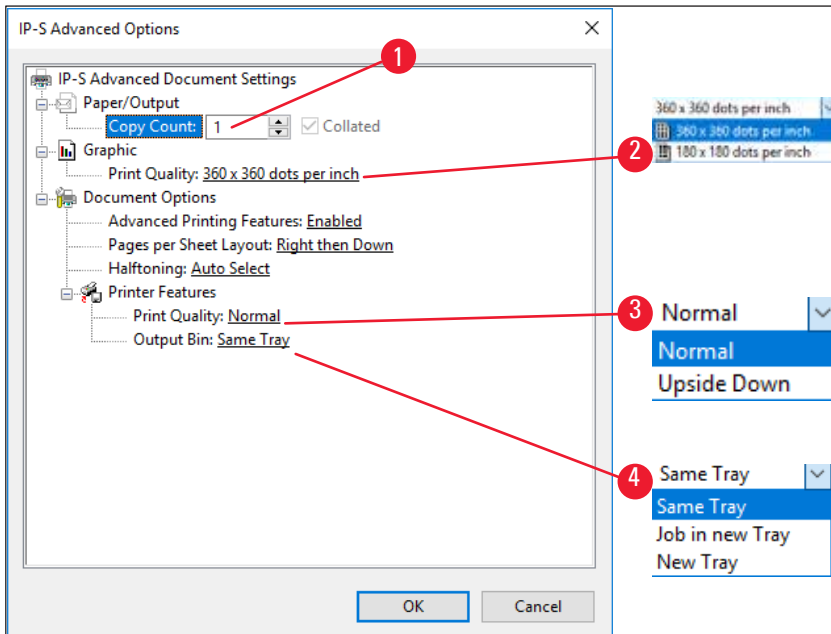 IP-S Advanced Options
IP-S Advanced Document Settings
Paper/Output
Copy Count: 1 Collated
Graphic
Print Quality: 360 x 360 dots per inch
Document Options
Advanced Printing Features: Enabled
Pages per Sheet Layout: Right then Down
Halftoning: Auto Select
Printer Features
Print Quality: Normal
Output Bin: Same Tray
OK Cancel
1
2
360 x 360 dots per inch
360 x 360 dots per inch
180 x 180 dots per inch
3
Normal
Normal
Upside Down
4
Same Tray
Same Tray
Job in new Tray
New Tray